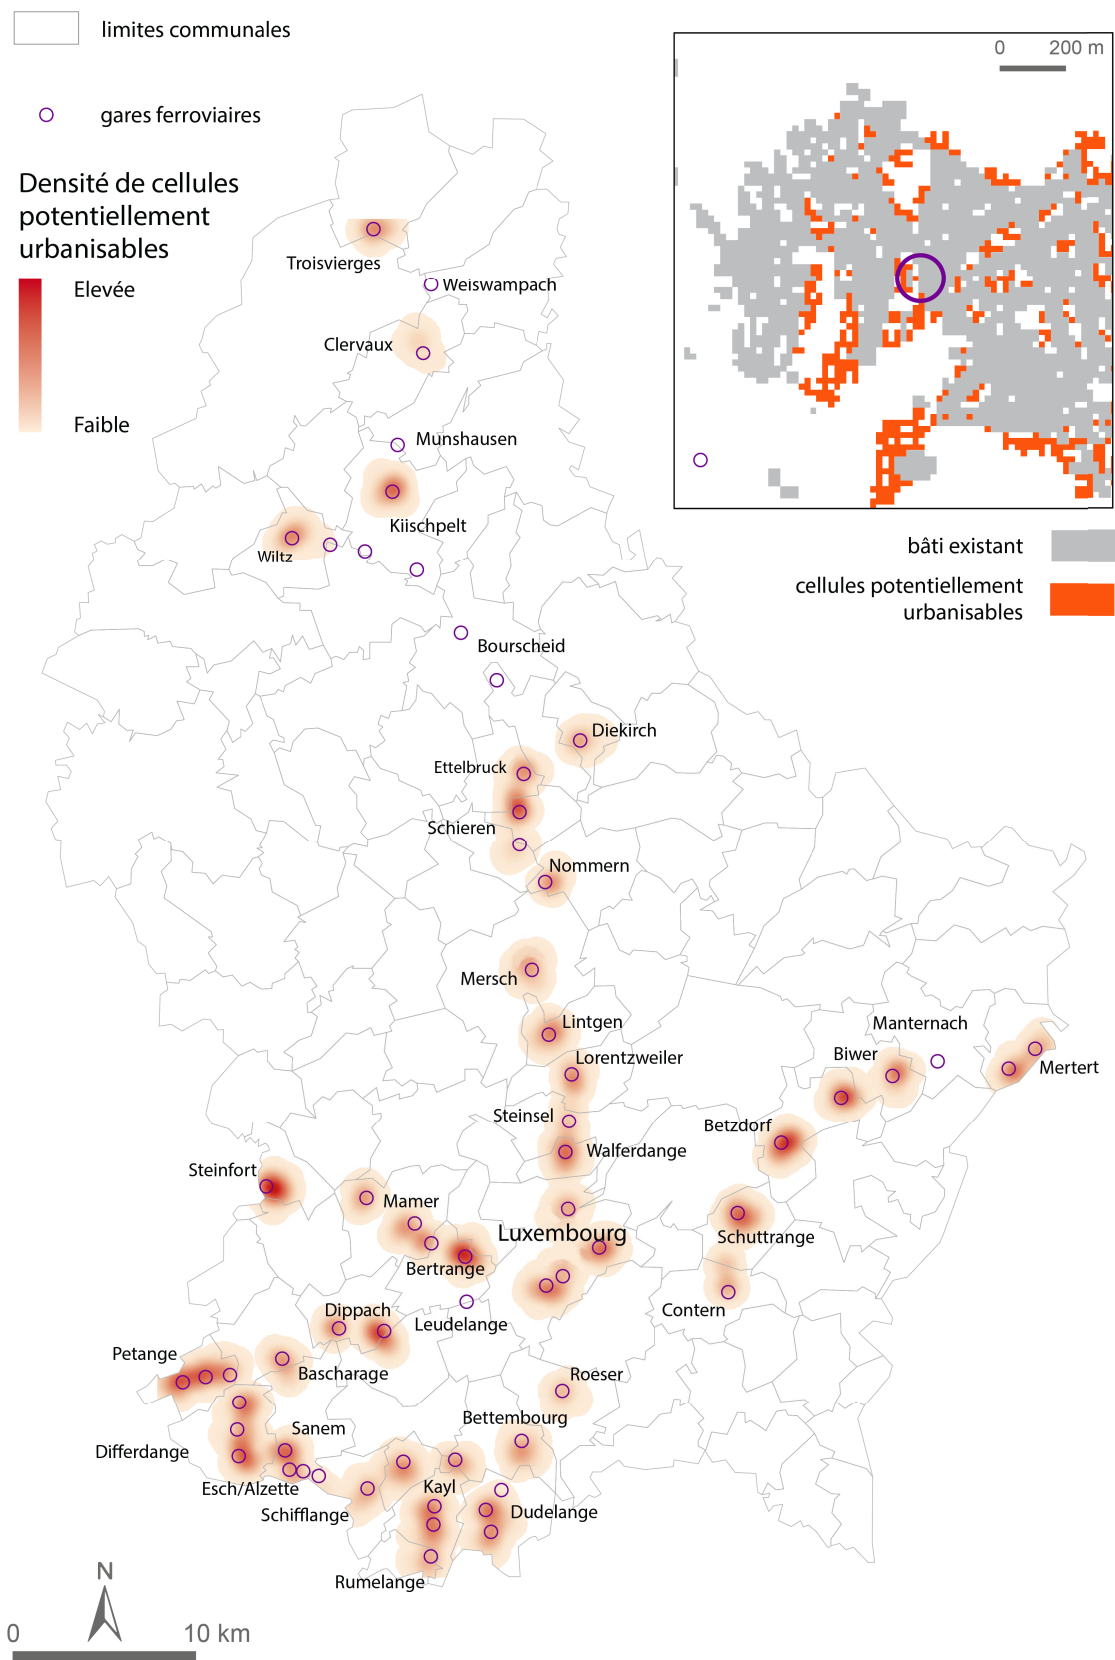 limites communales
gares ferroviaires
Densité de cellules
potentiellement
urbanisables
Elevée
Faible
0 200 m
bâti existant
cellules potentiellement
urbanisables
Troisvierges
Weiswampach
Clervaux
Munshausen
Kiischpelt
Wiltz
Bourscheid
Diekirch
Ettelbruck
Schieren
Nommern
Mersch
Lintgen
Manternach
Lorentzweiler
Biwer
Mertert
Steinsel
Betzdorf
Walferdange
Steinfort
Mamer
Luxembourg
Schuttrange
Bertrange
Dippach
Contern
Leudelange
Petange
Bascharage
Roeser
Bettembourg
Sanem
Differdange
Esch/Alzette
Kayl
Schifflange
Dudelange
Rumelange
N
0 10 km